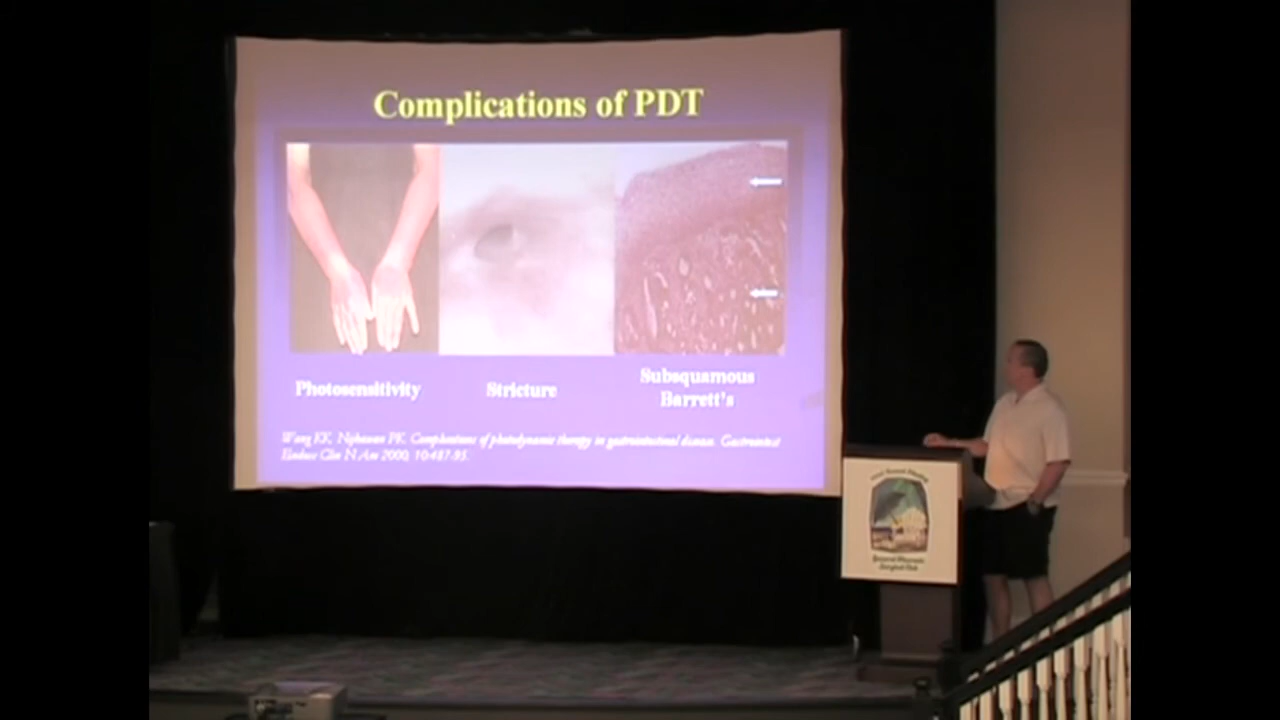 Complications of PDT
Photosensitivity
Stricture
Subsquamous
Barrett's
Wang KK, Nijhawan PK. Complications of photodynamic therapy in gastrointestinal disease. Gastrointest
Endosc Clin N Am 2000; 10:487-95.